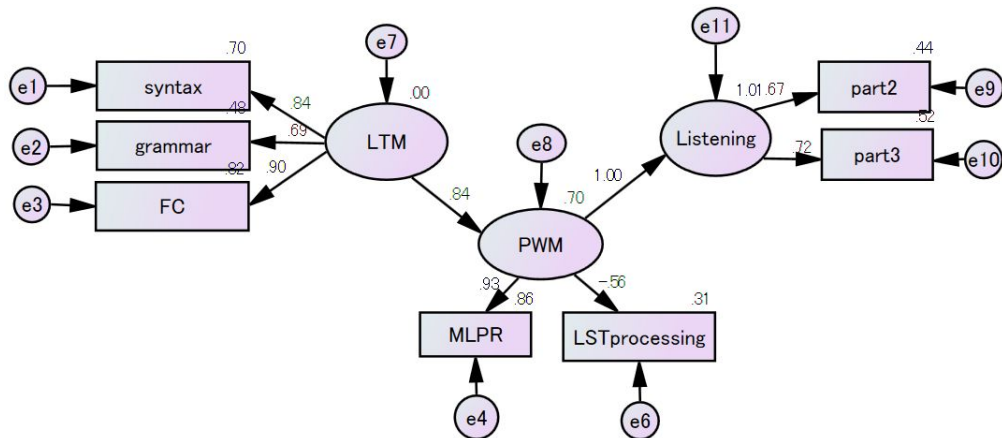 e11
e7
.70
.44
e1
syntax
.00
1.01
.67
part2
e9
.84
.48
.52
e2
grammar
.69
LTM
e8
Listening
.72
part3
e10
.82
.90
e3
FC
.84
.70
1.00
PWM
.93
.86
-.56
.31
MLPR
LSTprocessing
e4
e6